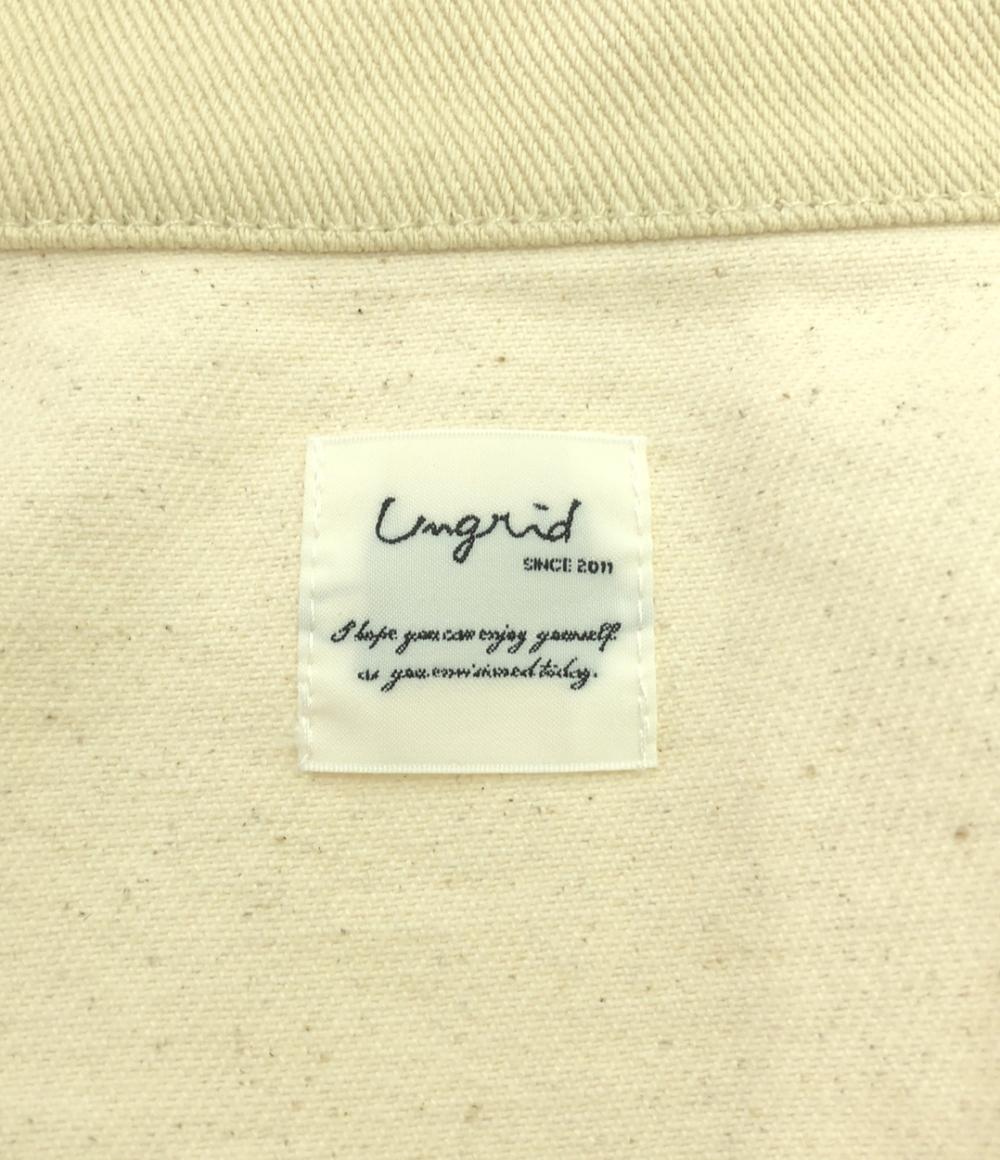 Ungrid
SINCE 2011
I hope you can enjoy yourself
as you envisioned today.